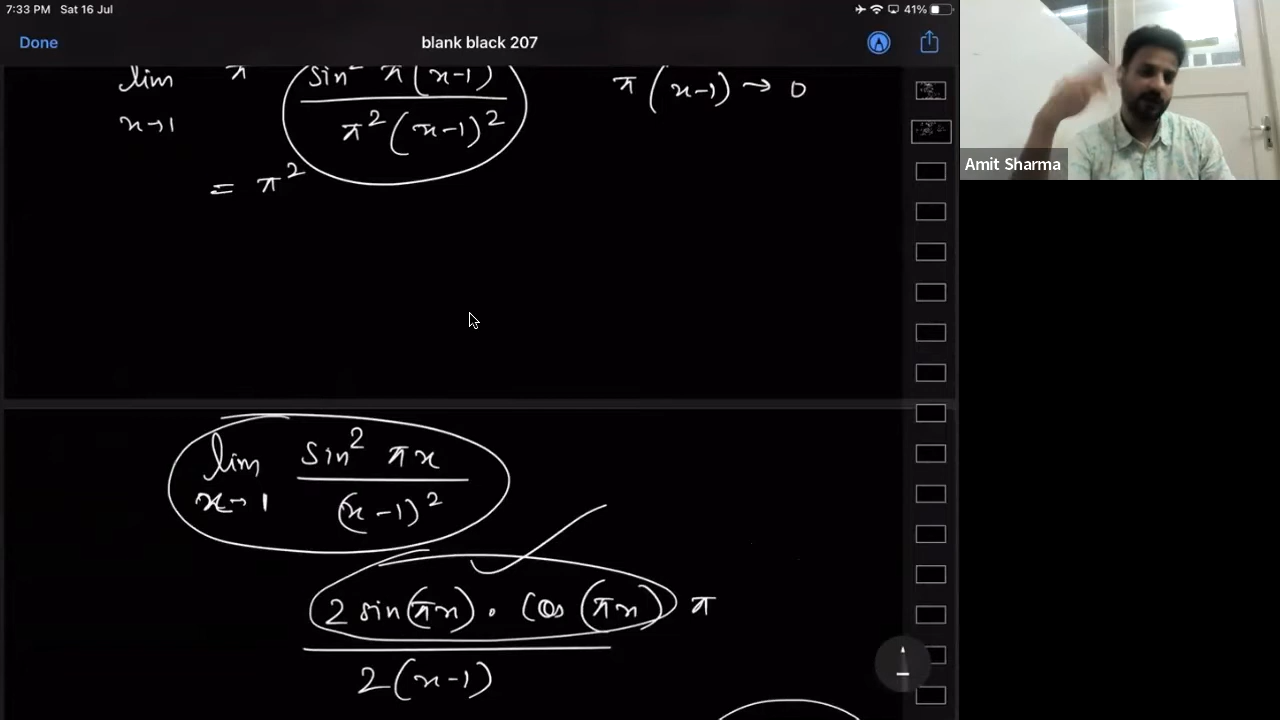 7:33 PM Sat 16 Jul 41%
Done blank black 207
lim π sin² π(x-1) π(x-1) → 0
x→1 π²(x-1)²
= π²
Amit Sharma
lim sin² πx
x→1 (x-1)²
2 sin(πx) · cos(πx) π
2(x-1)